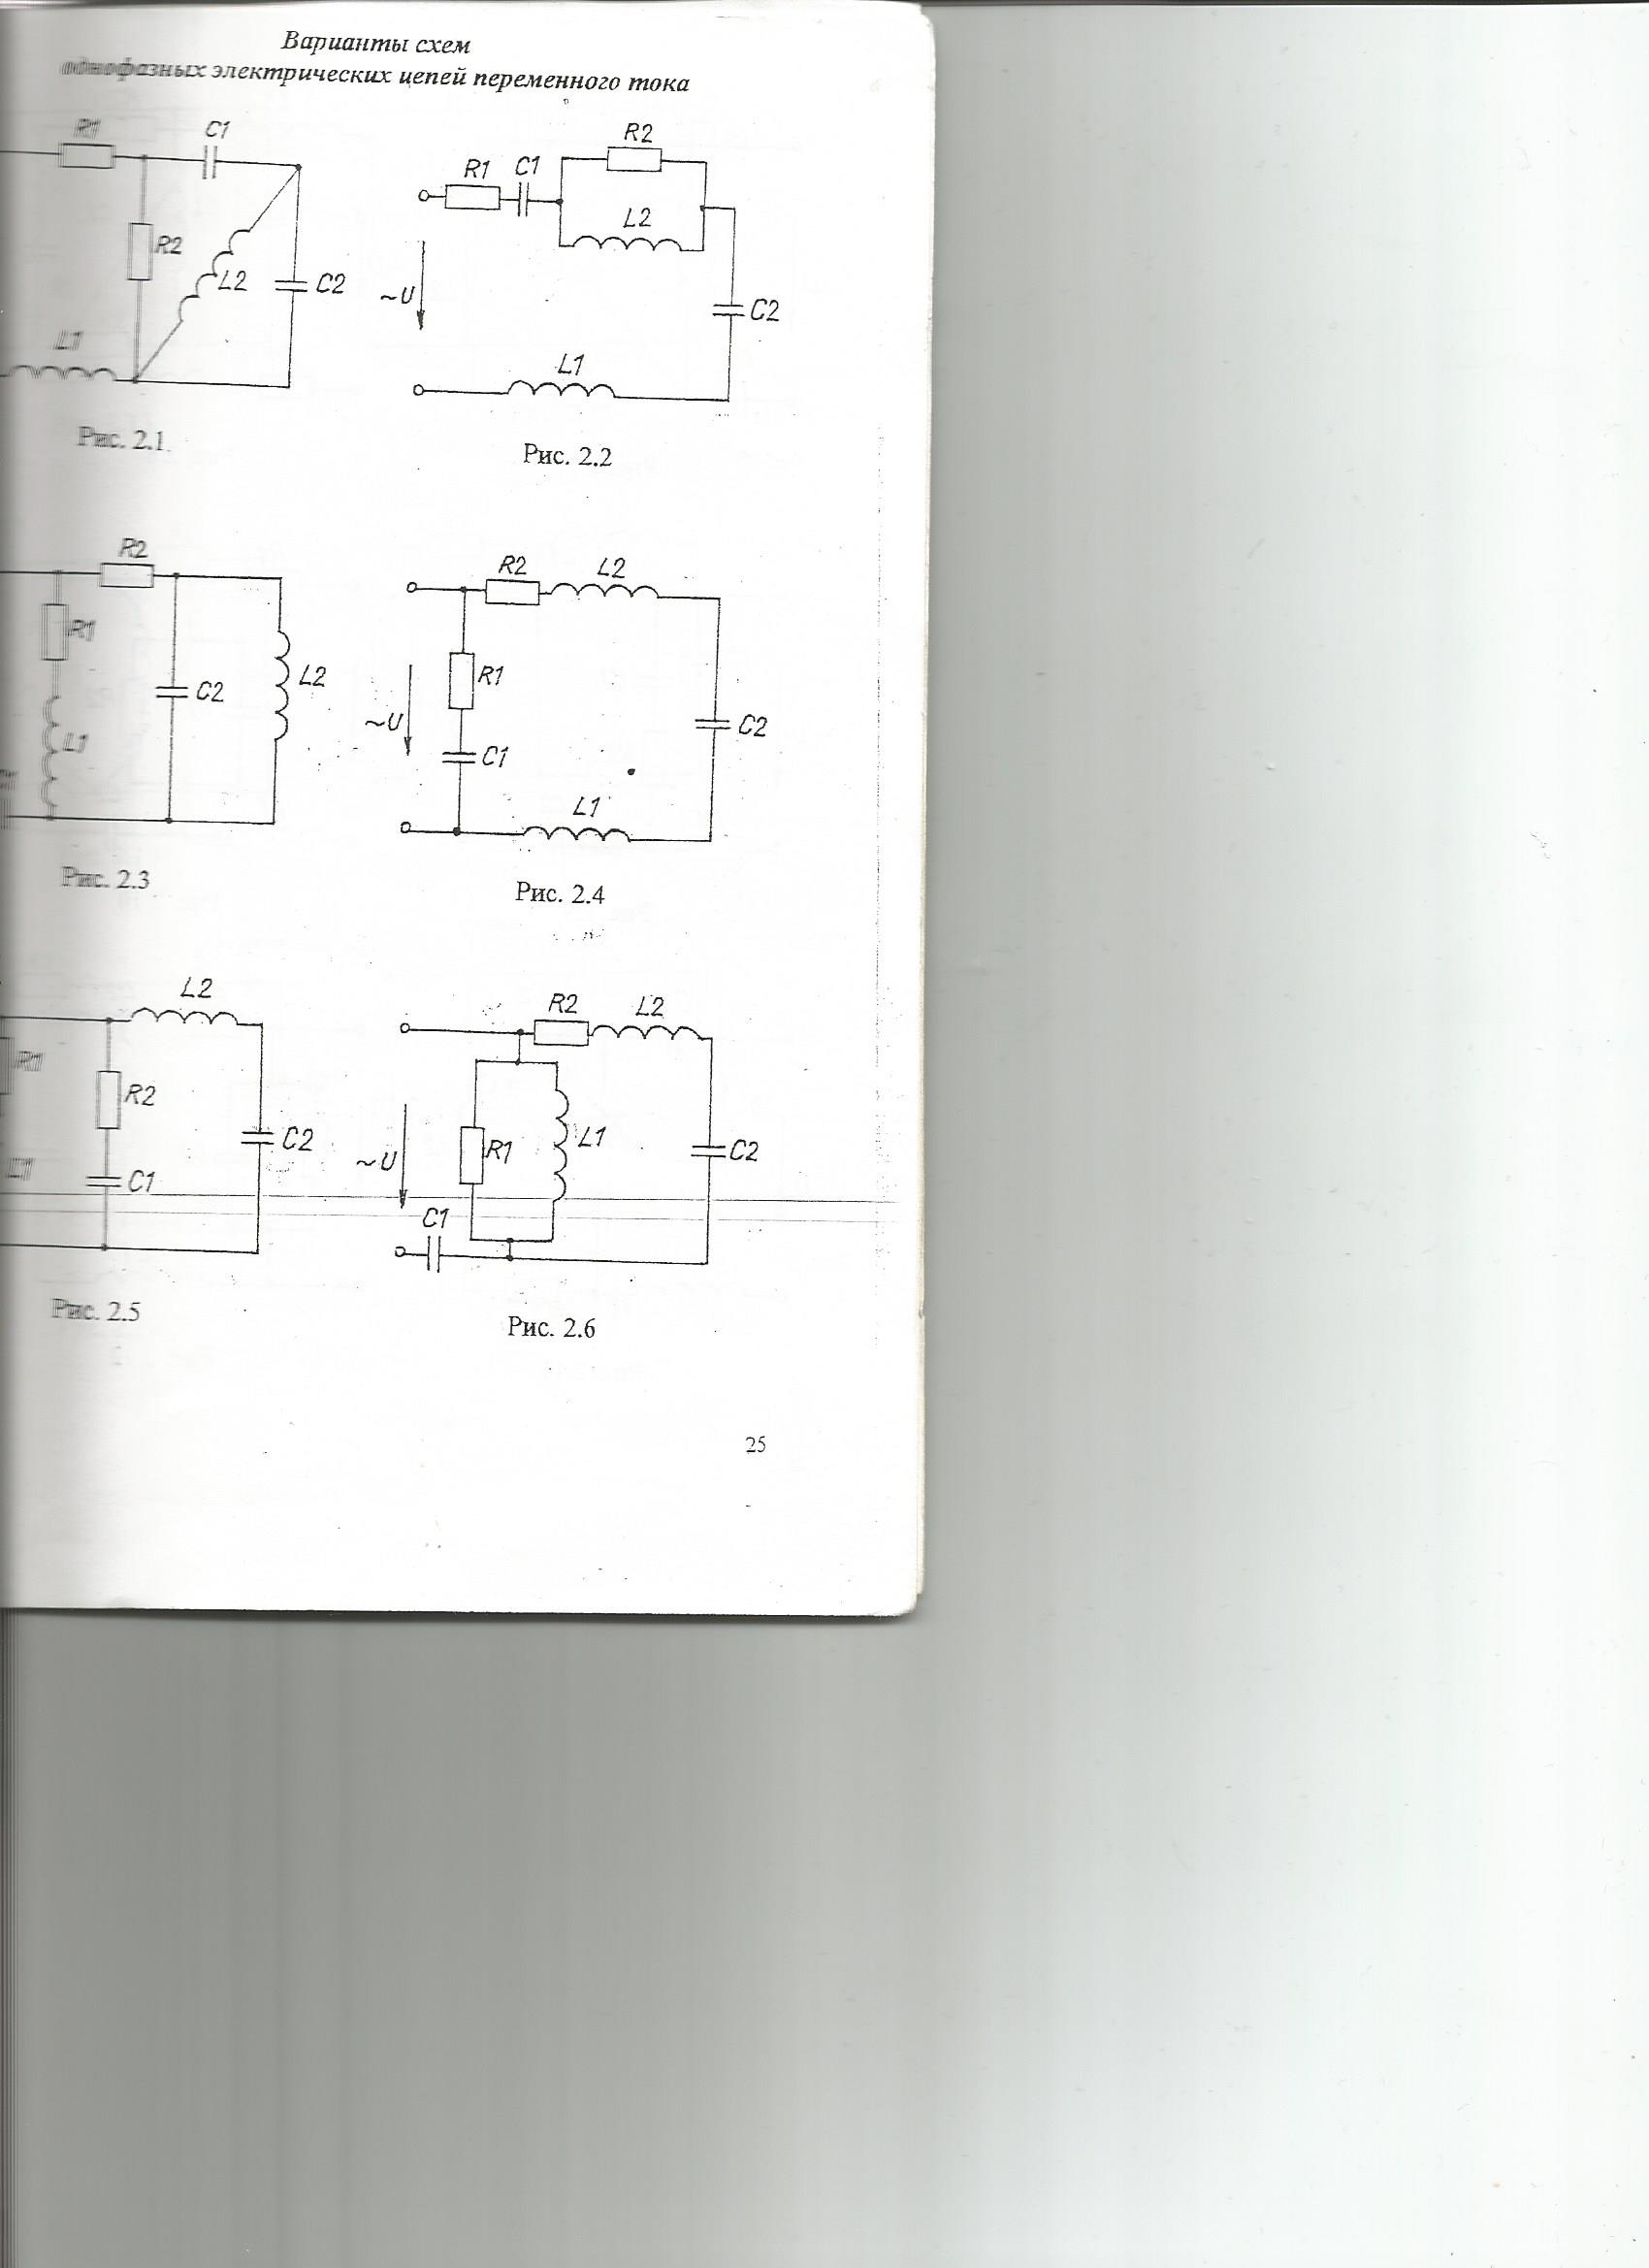 Варианты схем
однофазных электрических цепей переменного тока
R1
C1
R2
L2
C2
L1
Рис. 2.1
R2
R1
C1
L2
~U
C2
L1
Рис. 2.2
R2
R1
C2
L2
L1
Рис. 2.3
R2
L2
R1
~U
C2
C1
L1
Рис. 2.4
L2
R1
R2
C2
C1
Рис. 2.5
R2
L2
R1
L1
C2
~U
C1
Рис. 2.6
25